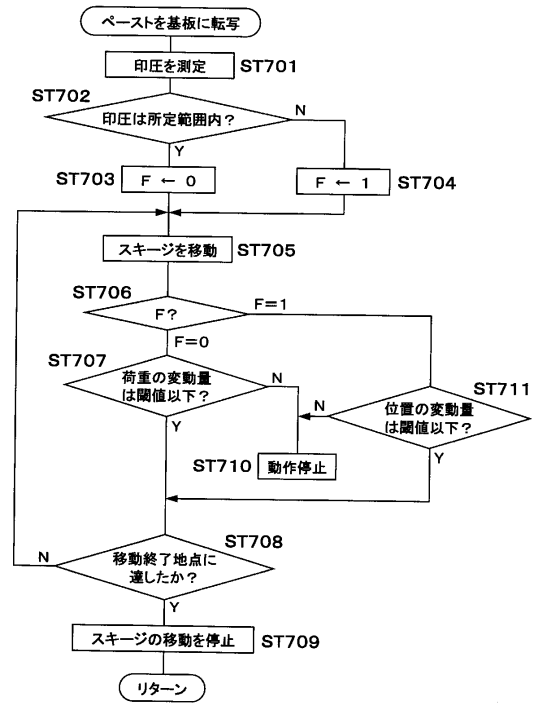 ペーストを基板に転写
印圧を測定
ST701
ST702
印圧は所定範囲内？
N
Y
ST703
F ← 0
F ← 1
ST704
スキージを移動
ST705
ST706
F？
F=1
F=0
ST707
荷重の変動量
は閾値以下？
N
Y
ST711
位置の変動量
は閾値以下？
N
Y
ST710
動作停止
ST708
移動終了地点に
達したか？
N
Y
スキージの移動を停止
ST709
リターン